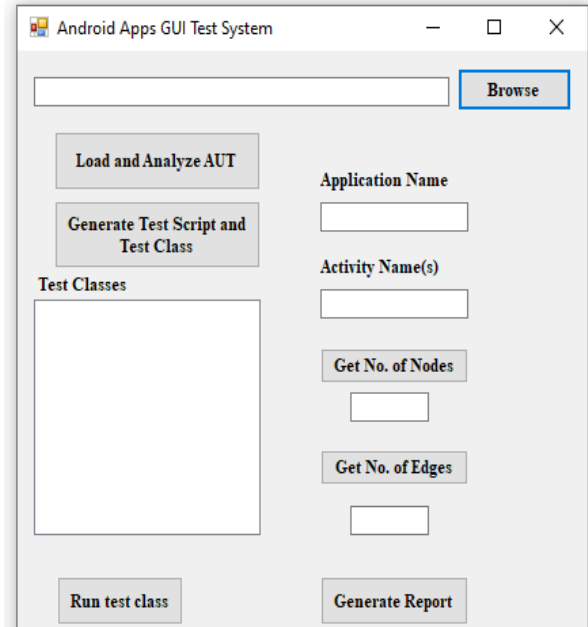 Android Apps GUI Test System
Browse
Load and Analyze AUT
Generate Test Script and
Test Class
Test Classes
Application Name
Activity Name(s)
Get No. of Nodes
Get No. of Edges
Run test class
Generate Report